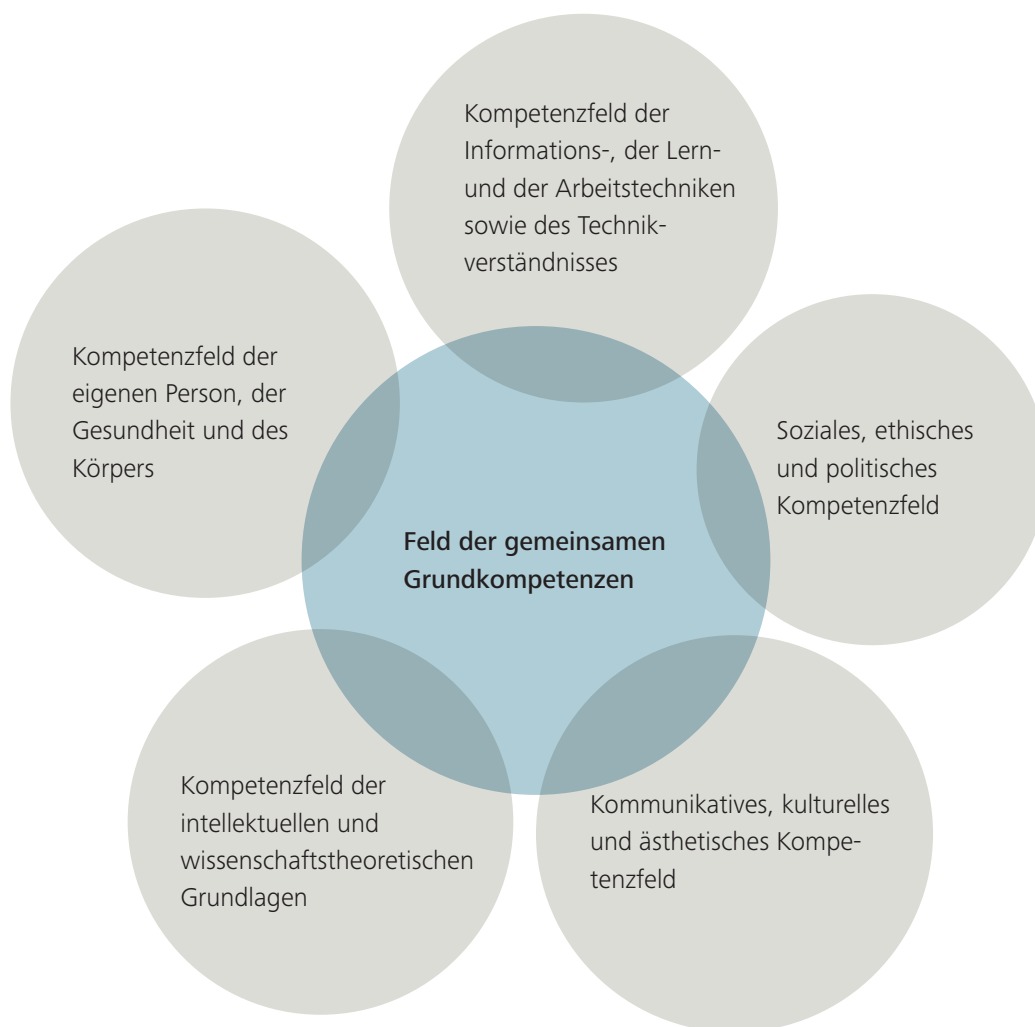 Kompetenzfeld der
Informations-, der Lern-
und der Arbeitstechniken
sowie des Technik-
verständnisses
Kompetenzfeld der
eigenen Person, der
Gesundheit und des
Körpers
Soziales, ethisches
und politisches
Kompetenzfeld
Feld der gemeinsamen
Grundkompetenzen
Kompetenzfeld der
intellektuellen und
wissenschaftstheoretischen
Grundlagen
Kommunikatives, kulturelles
und ästhetisches Kompe-
tenzfeld